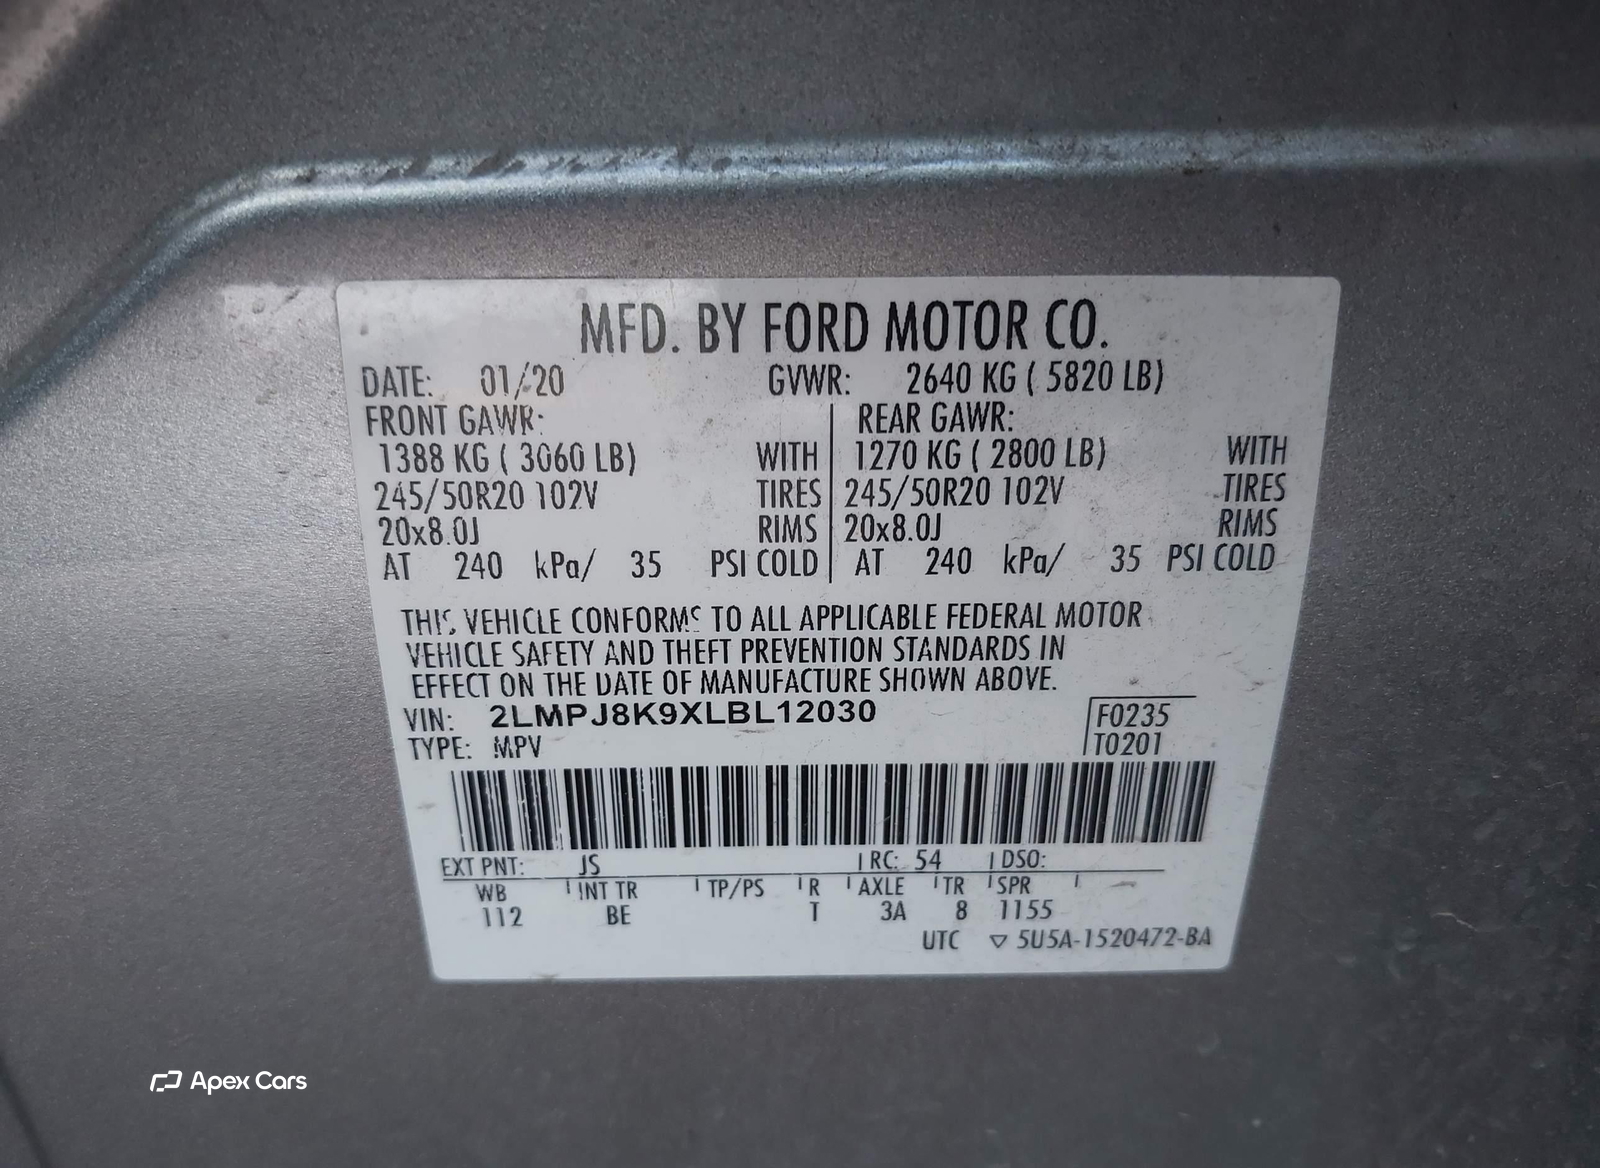 MFD. BY FORD MOTOR CO.
DATE: 01/20 GVWR: 2640 KG ( 5820 LB)
FRONT GAWR: REAR GAWR:
1388 KG ( 3060 LB) WITH 1270 KG ( 2800 LB) WITH
245/50R20 102V TIRES 245/50R20 102V TIRES
20x8.0J RIMS 20x8.0J RIMS
AT 240 kPa/ 35 PSI COLD AT 240 kPa/ 35 PSI COLD
THIS VEHICLE CONFORMS TO ALL APPLICABLE FEDERAL MOTOR
VEHICLE SAFETY AND THEFT PREVENTION STANDARDS IN
EFFECT ON THE DATE OF MANUFACTURE SHOWN ABOVE.
VIN: 2LMPJ8K9XLBL12030 F0235
TYPE: MPV T0201
EXT PNT: JS RC: 54 DSO:
WB INT TR TP/PS R AXLE TR SPR
112 BE T 3A 8 1155
UTC ▽ 5U5A-1520472-BA
Apex Cars